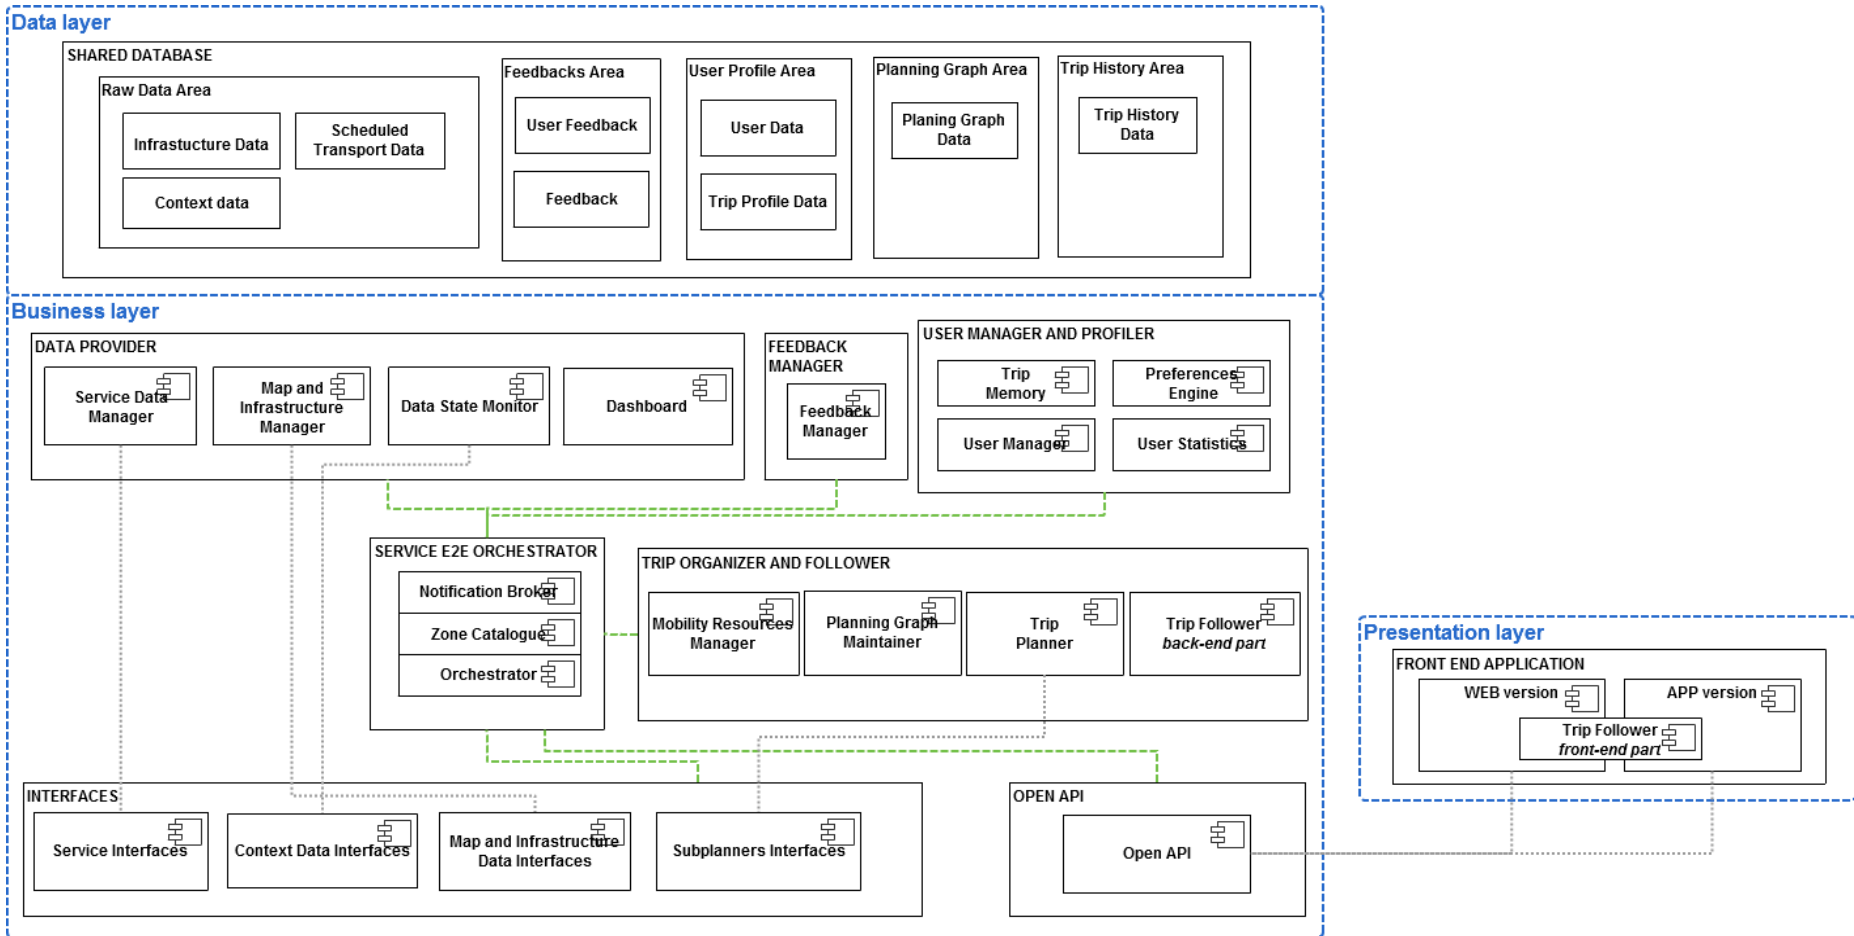 Data layer
SHARED DATABASE
Raw Data Area
Infrastucture Data
Scheduled
Transport Data
Context data
Feedbacks Area
User Feedback
Feedback
User Profile Area
User Data
Trip Profile Data
Planning Graph Area
Planing Graph
Data
Trip History Area
Trip History
Data
Business layer
DATA PROVIDER
Service Data
Manager
Map and
Infrastructure
Manager
Data State Monitor
Dashboard
FEEDBACK
MANAGER
Feedback
Manager
USER MANAGER AND PROFILER
Trip
Memory
Preferences
Engine
User Manager
User Statistics
SERVICE E2E ORCHESTRATOR
Notification Broker
Zone Catalogue
Orchestrator
TRIP ORGANIZER AND FOLLOWER
Mobility Resources
Manager
Planning Graph
Maintainer
Trip
Planner
Trip Follower
back-end part
Presentation layer
FRONT END APPLICATION
WEB version
APP version
Trip Follower
front-end part
INTERFACES
Service Interfaces
Context Data Interfaces
Map and Infrastructure
Data Interfaces
Subplanners Interfaces
OPEN API
Open API